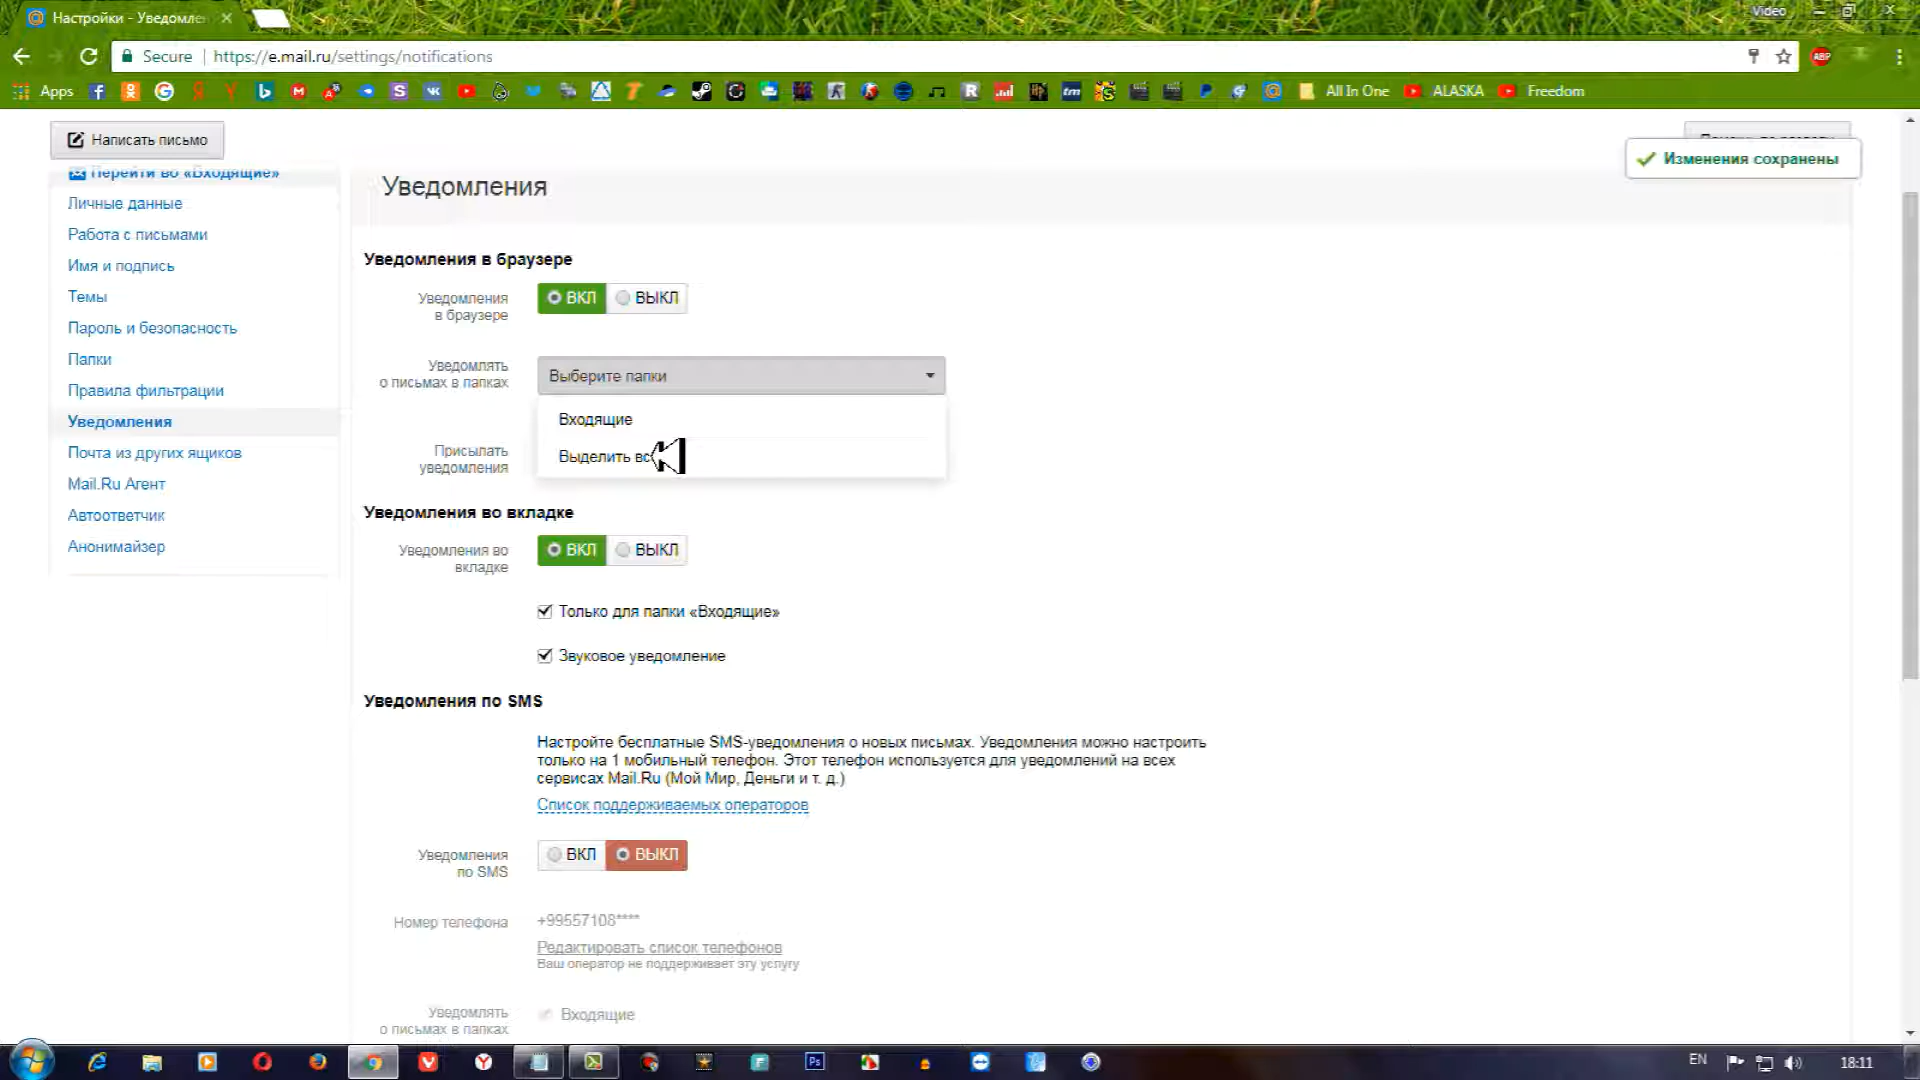 Настройки - Уведомле
Video
Secure
https://e.mail.ru/settings/notifications
ABP
Apps
All In One
ALASKA
Freedom
Написать письмо
Изменения сохранены
Перейти во «Входящие»
Личные данные
Работа с письмами
Имя и подпись
Темы
Пароль и безопасность
Папки
Правила фильтрации
Уведомления
Почта из других ящиков
Mail.Ru Агент
Автоответчик
Анонимайзер
Уведомления
Уведомления в браузере
Уведомления
в браузере
ВКЛ ВЫКЛ
Уведомлять
о письмах в папках
Выберите папки
Входящие
Выделить вс
Присылать
уведомления
Уведомления во вкладке
Уведомления во
вкладке
ВКЛ ВЫКЛ
Только для папки «Входящие»
Звуковое уведомление
Уведомления по SMS
Настройте бесплатные SMS-уведомления о новых письмах. Уведомления можно настроить
только на 1 мобильный телефон. Этот телефон используется для уведомлений на всех
сервисах Mail.Ru (Мой Мир, Деньги и т. д.)
Список поддерживаемых операторов
Уведомления
по SMS
ВКЛ ВЫКЛ
Номер телефона
+99557108****
Редактировать список телефонов
Ваш оператор не поддерживает эту услугу
Уведомлять
о письмах в папках
Входящие
EN
18:11